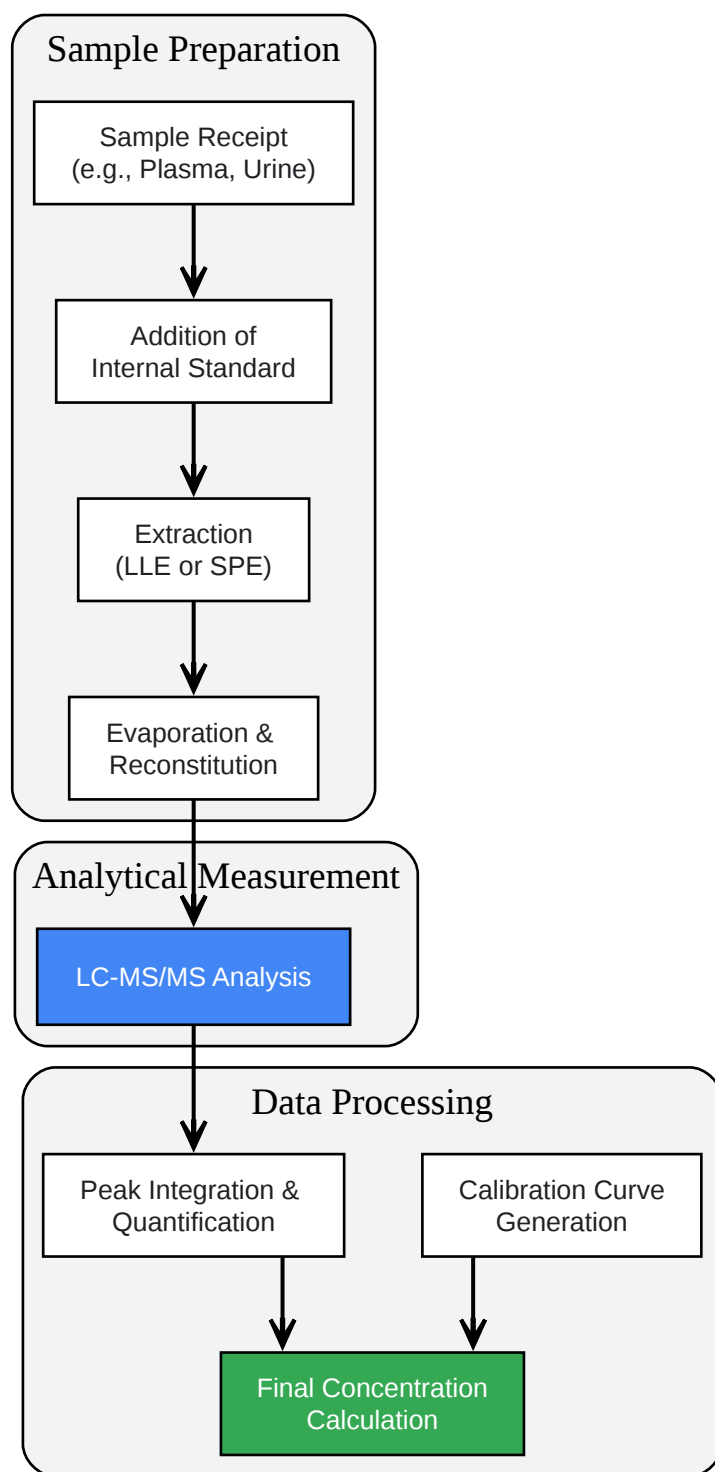 Sample Preparation
Sample Receipt
(e.g., Plasma, Urine)
Addition of
Internal Standard
Extraction
(LLE or SPE)
Evaporation &
Reconstitution
Analytical Measurement
LC-MS/MS Analysis
Data Processing
Peak Integration &
Quantification
Calibration Curve
Generation
Final Concentration
Calculation